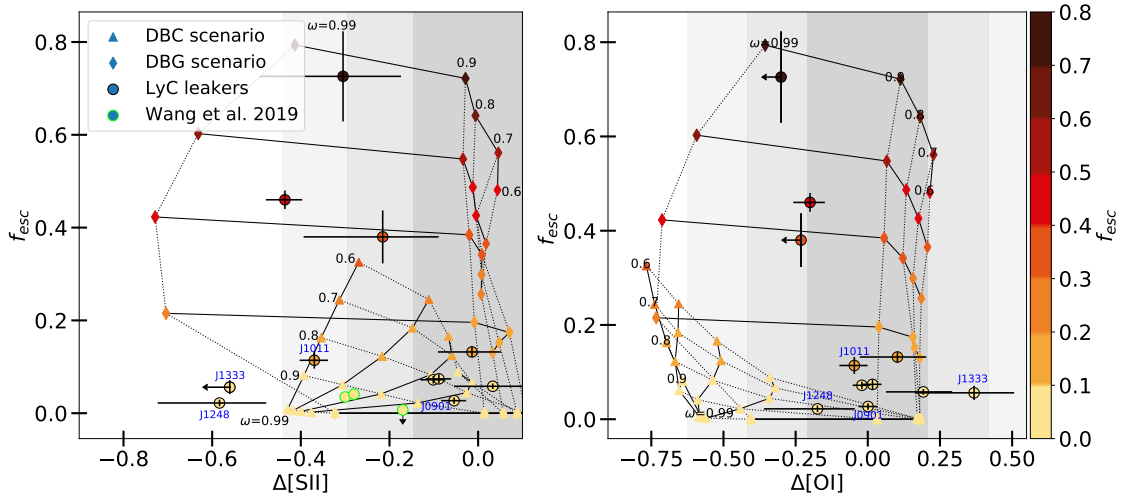 DBC scenario
DBG scenario
LyC leakers
Wang et al. 2019
ω=0.99
0.9
0.8
0.7
0.6
0.6
0.7
0.8
0.9
ω=0.99
J1011
J1333
J1248
J0901
0.8
0.6
0.4
0.2
0.0
f_esc
−0.8
−0.6
−0.4
−0.2
0.0
Δ[SII]
ω=0.99
0.9
0.8
0.7
0.6
0.6
0.7
0.8
0.9
ω=0.99
J1011
J1333
J1248
J0901
0.8
0.6
0.4
0.2
0.0
f_esc
−0.75
−0.50
−0.25
0.00
0.25
0.50
Δ[OI]
0.8
0.7
0.6
0.5
0.4
0.3
0.2
0.1
0.0
f_esc